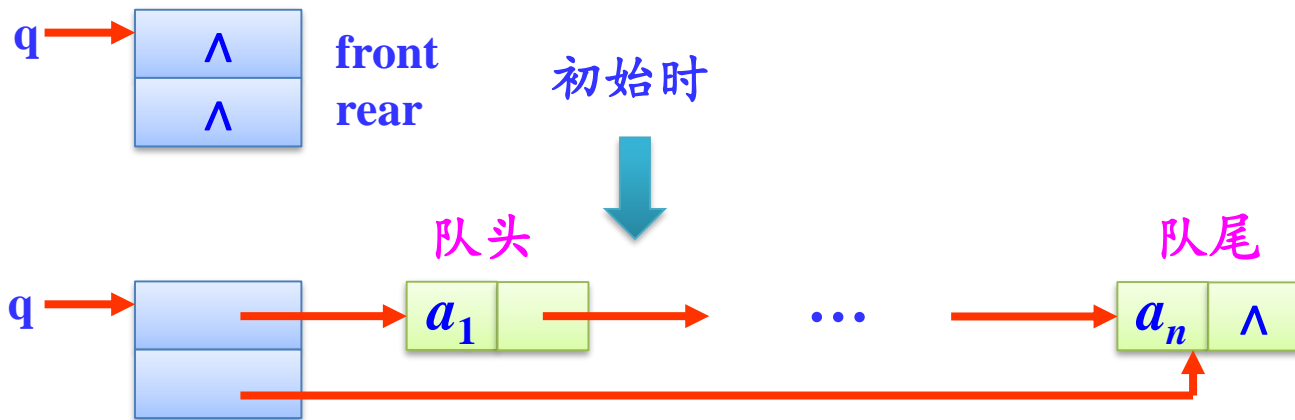 q ∧ front
∧ rear
初始时
队头 队尾
q a₁ … aₙ ∧